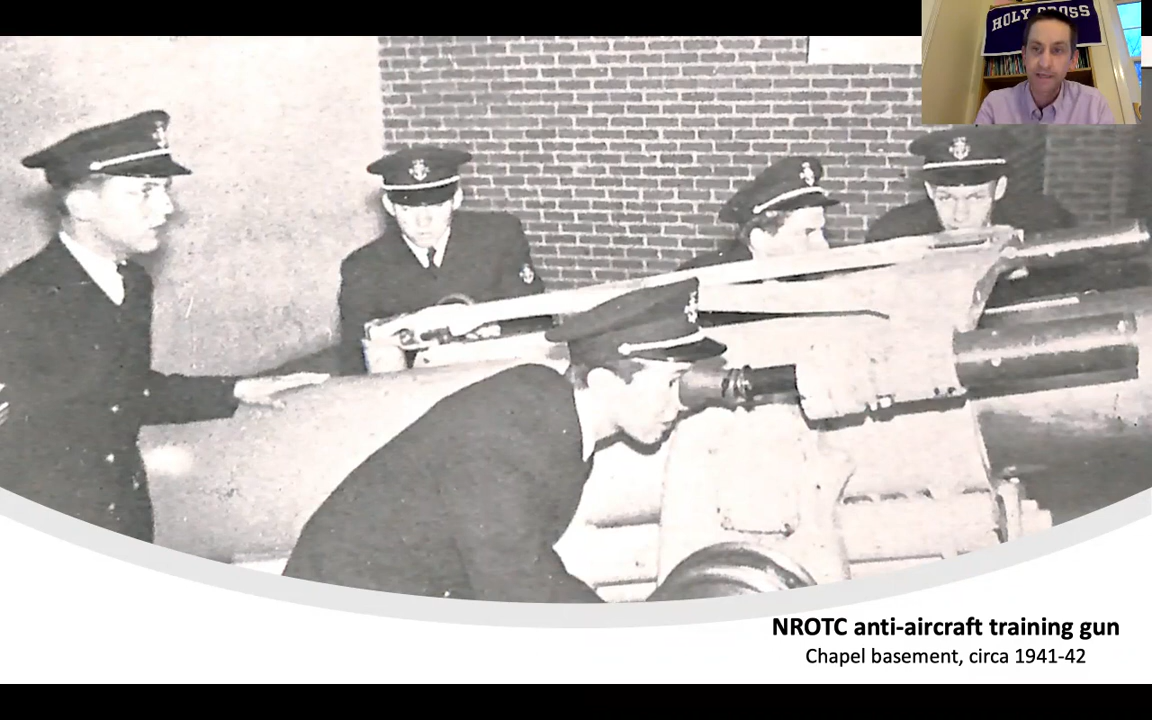 HOLY CROSS
NROTC anti-aircraft training gun
Chapel basement, circa 1941-42